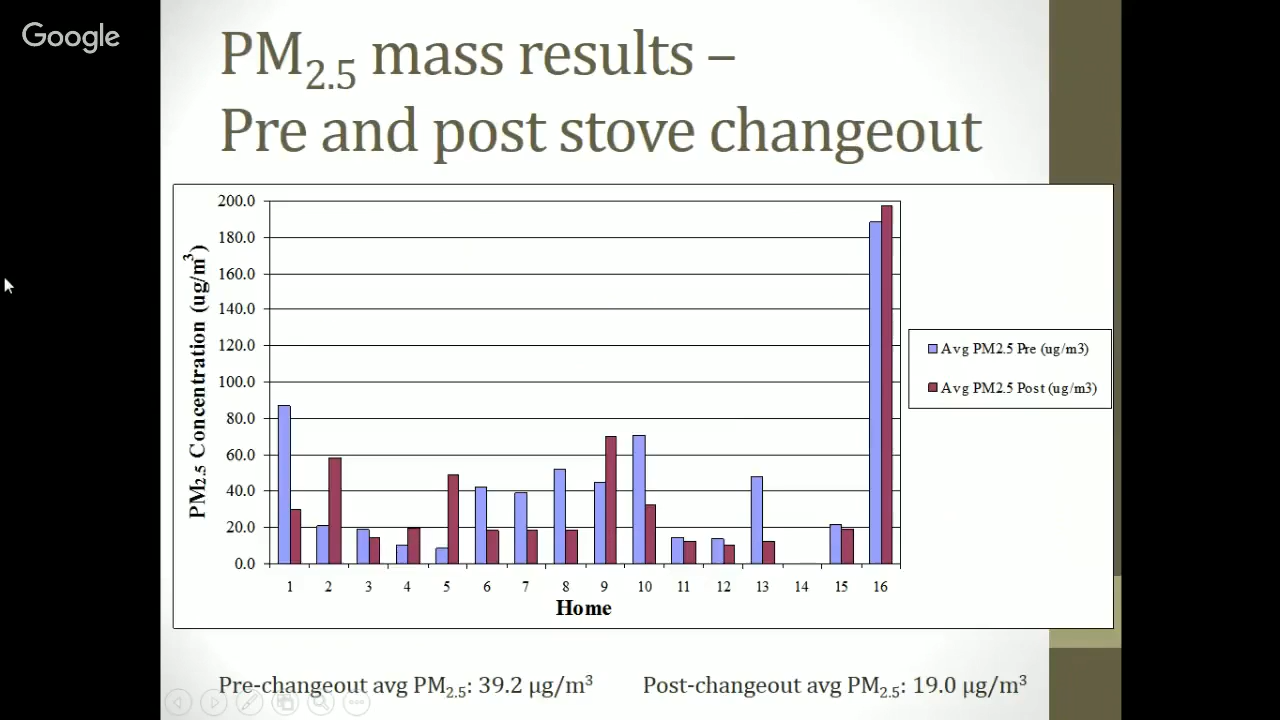 Google
PM2.5 mass results –
Pre and post stove changeout
200.0
180.0
160.0
140.0
120.0
100.0
80.0
60.0
40.0
20.0
0.0
PM2.5 Concentration (ug/m3)
1 2 3 4 5 6 7 8 9 10 11 12 13 14 15 16
Home
Avg PM2.5 Pre (ug/m3)
Avg PM2.5 Post (ug/m3)
Pre-changeout avg PM2.5: 39.2 µg/m3 Post-changeout avg PM2.5: 19.0 µg/m3